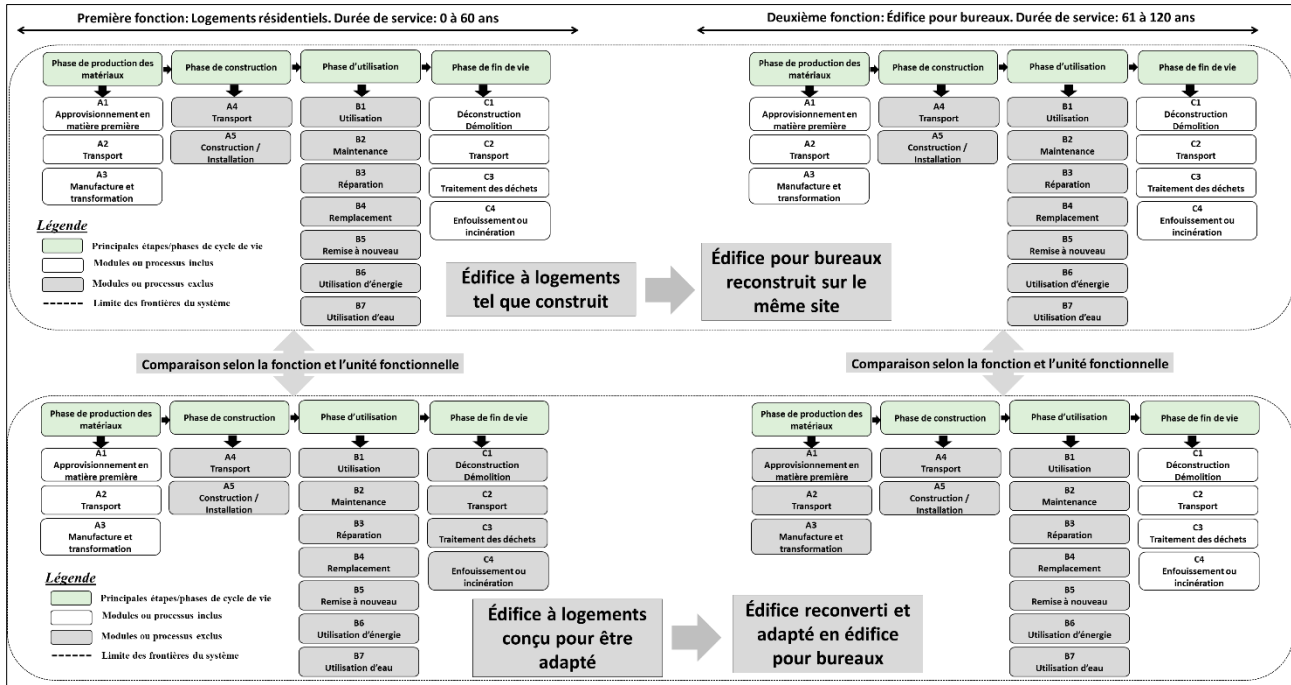 Première fonction: Logements résidentiels. Durée de service: 0 à 60 ans
Deuxième fonction: Édifice pour bureaux. Durée de service: 61 à 120 ans
Phase de production des
matériaux
Phase de construction
Phase d'utilisation
Phase de fin de vie
A1
Approvisionnement en
matière première
A2
Transport
A3
Manufacture et
transformation
A4
Transport
A5
Construction /
Installation
B1
Utilisation
B2
Maintenance
B3
Réparation
B4
Remplacement
B5
Remise à nouveau
B6
Utilisation d'énergie
B7
Utilisation d'eau
C1
Déconstruction
Démolition
C2
Transport
C3
Traitement des déchets
C4
Enfouissement ou
incinération
Légende
Principales étapes/phases de cycle de vie
Modules ou processus inclus
Modules ou processus exclus
Limite des frontières du système
Édifice à logements
tel que construit
Édifice pour bureaux
reconstruit sur le
même site
Phase de production des
matériaux
Phase de construction
Phase d'utilisation
Phase de fin de vie
A1
Approvisionnement en
matière première
A2
Transport
A3
Manufacture et
transformation
A4
Transport
A5
Construction /
Installation
B1
Utilisation
B2
Maintenance
B3
Réparation
B4
Remplacement
B5
Remise à nouveau
B6
Utilisation d'énergie
B7
Utilisation d'eau
C1
Déconstruction
Démolition
C2
Transport
C3
Traitement des déchets
C4
Enfouissement ou
incinération
Comparaison selon la fonction et l'unité fonctionnelle
Comparaison selon la fonction et l'unité fonctionnelle
Phase de production des
matériaux
Phase de construction
Phase d'utilisation
Phase de fin de vie
A1
Approvisionnement en
matière première
A2
Transport
A3
Manufacture et
transformation
A4
Transport
A5
Construction /
Installation
B1
Utilisation
B2
Maintenance
B3
Réparation
B4
Remplacement
B5
Remise à nouveau
B6
Utilisation d'énergie
B7
Utilisation d'eau
C1
Déconstruction
Démolition
C2
Transport
C3
Traitement des déchets
C4
Enfouissement ou
incinération
Légende
Principales étapes/phases de cycle de vie
Modules ou processus inclus
Modules ou processus exclus
Limite des frontières du système
Édifice à logements
conçu pour être
adapté
Édifice reconverti et
adapté en édifice
pour bureaux
Phase de production des
matériaux
Phase de construction
Phase d'utilisation
Phase de fin de vie
A1
Approvisionnement en
matière première
A2
Transport
A3
Manufacture et
transformation
A4
Transport
A5
Construction /
Installation
B1
Utilisation
B2
Maintenance
B3
Réparation
B4
Remplacement
B5
Remise à nouveau
B6
Utilisation d'énergie
B7
Utilisation d'eau
C1
Déconstruction
Démolition
C2
Transport
C3
Traitement des déchets
C4
Enfouissement ou
incinération